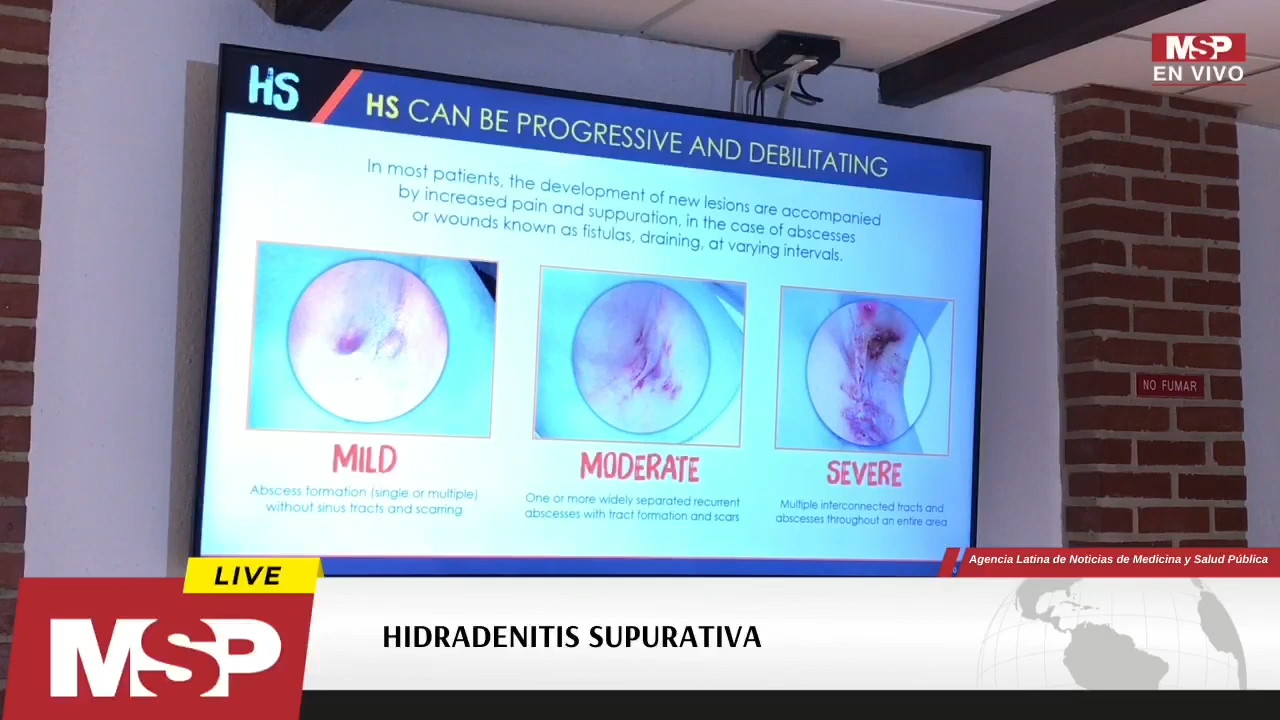 MSP
EN VIVO
HS
HS CAN BE PROGRESSIVE AND DEBILITATING
In most patients, the development of new lesions are accompanied
by increased pain and suppuration, in the case of abscesses
or wounds known as fistulas, draining, at varying intervals.
MILD
Abscess formation (single or multiple)
without sinus tracts and scarring
MODERATE
One or more widely separated recurrent
abscesses with tract formation and scars
SEVERE
Multiple interconnected tracts and
abscesses throughout an entire area
NO FUMAR
Agencia Latina de Noticias de Medicina y Salud Pública
LIVE
MSP
HIDRADENITIS SUPURATIVA